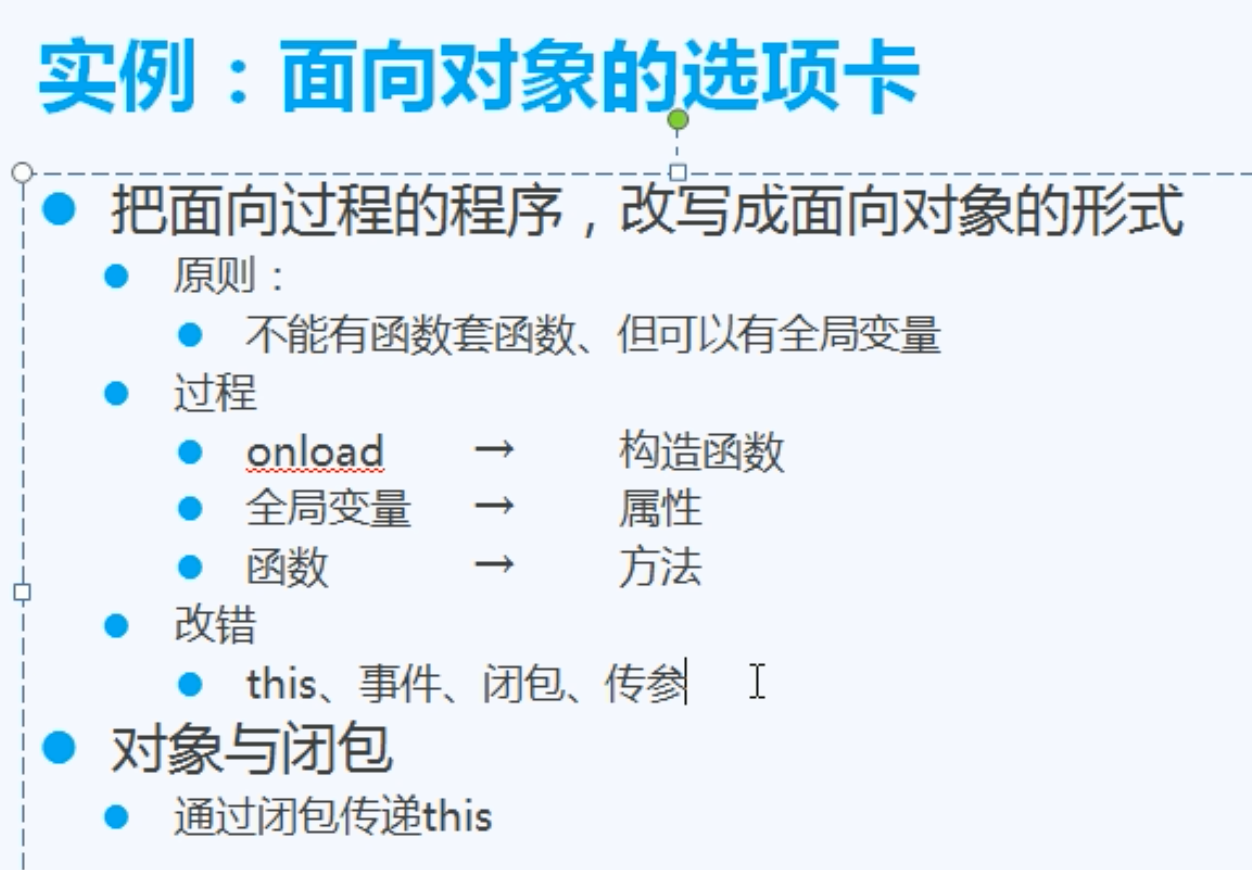 实例：面向对象的选项卡
把面向过程的程序，改写成面向对象的形式
原则：
不能有函数套函数、但可以有全局变量
过程
onload → 构造函数
全局变量 → 属性
函数 → 方法
改错
this、事件、闭包、传参
对象与闭包
通过闭包传递this